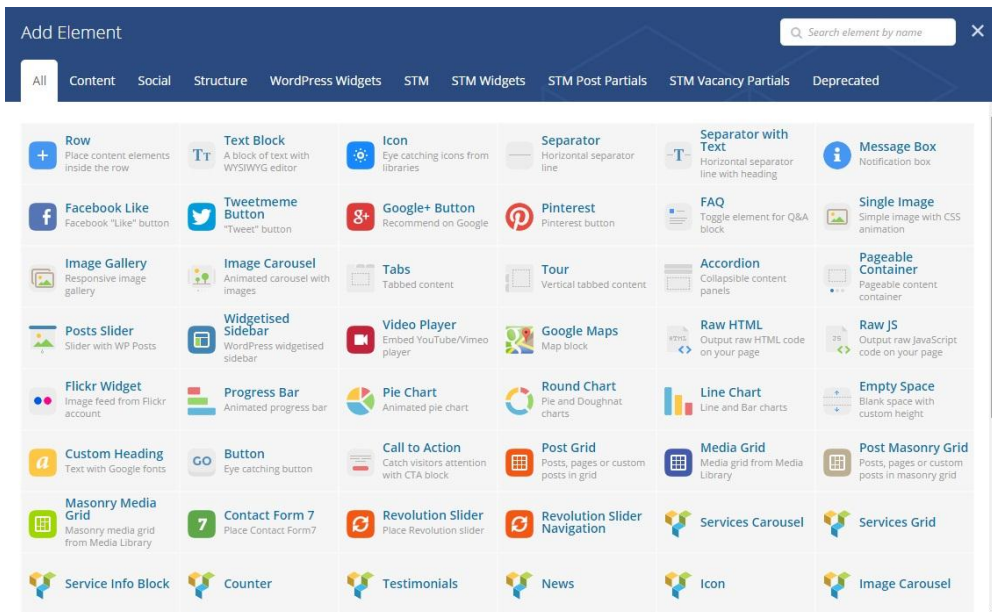 Add Element
Search element by name
All Content Social Structure WordPress Widgets STM STM Widgets STM Post Partials STM Vacancy Partials Deprecated
Row
Place content elements
inside the row
Text Block
A block of text with
WYSIWYG editor
Icon
Eye catching icons from
libraries
Separator
Horizontal separator
line
Separator with
Text
Horizontal separator
line with heading
Message Box
Notification box
Facebook Like
Facebook "Like" button
Tweetmeme
Button
"Tweet" button
Google+ Button
Recommend on Google
Pinterest
Pinterest button
FAQ
Toggle element for Q&A
block
Single Image
Simple image with CSS
animation
Image Gallery
Responsive image
gallery
Image Carousel
Animated carousel with
images
Tabs
Tabbed content
Tour
Vertical tabbed content
Accordion
Collapsible content
panels
Pageable
Container
Pageable content
container
Posts Slider
Slider with WP Posts
Widgetised
Sidebar
WordPress widgetised
sidebar
Video Player
Embed YouTube/Vimeo
player
Google Maps
Map block
HTML
Raw HTML
Output raw HTML code
on your page
JS
Raw JS
Output raw JavaScript
code on your page
Flickr Widget
Image feed from Flickr
account
Progress Bar
Animated progress bar
Pie Chart
Animated pie chart
Round Chart
Pie and Doughnat
charts
Line Chart
Line and Bar charts
Empty Space
Blank space with
custom height
a
Custom Heading
Text with Google fonts
GO
Button
Eye catching button
Call to Action
Catch visitors attention
with CTA block
Post Grid
Posts, pages or custom
posts in grid
Media Grid
Media grid from Media
Library
Post Masonry Grid
Posts, pages or custom
posts in masonry grid
Masonry Media
Grid
Masonry media grid
from Media Library
7
Contact Form 7
Place Contact Form7
Revolution Slider
Place Revolution slider
Revolution Slider
Navigation
Services Carousel
Services Grid
Service Info Block
Counter
Testimonials
News
Icon
Image Carousel